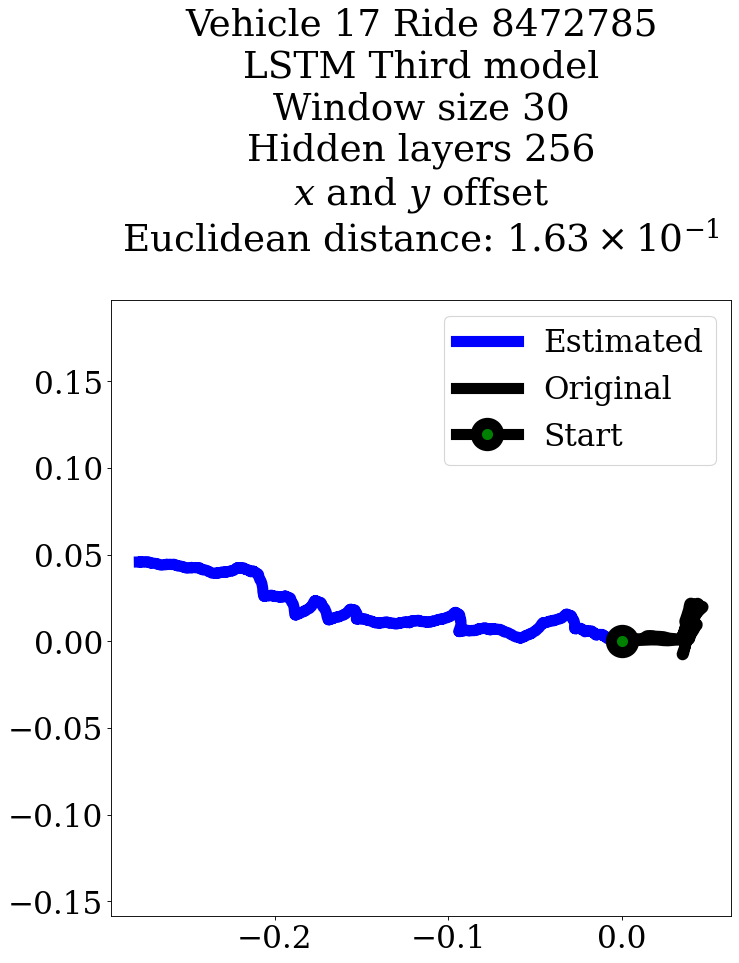 Vehicle 17 Ride 8472785
LSTM Third model
Window size 30
Hidden layers 256
x and y offset
Euclidean distance: 1.63 × 10⁻¹
Estimated
Original
Start
0.15
0.10
0.05
0.00
−0.05
−0.10
−0.15
−0.2 −0.1 0.0